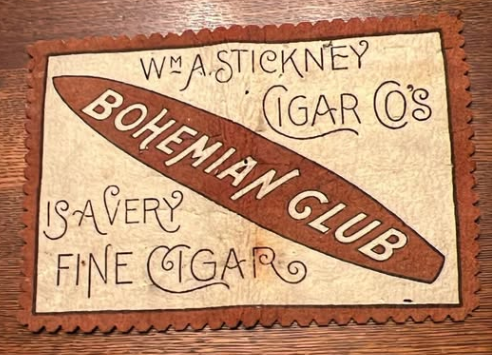 Wᴹ A. STICKNEY
CIGAR CO'S
BOHEMIAN CLUB
IS A VERY
FINE CIGAR